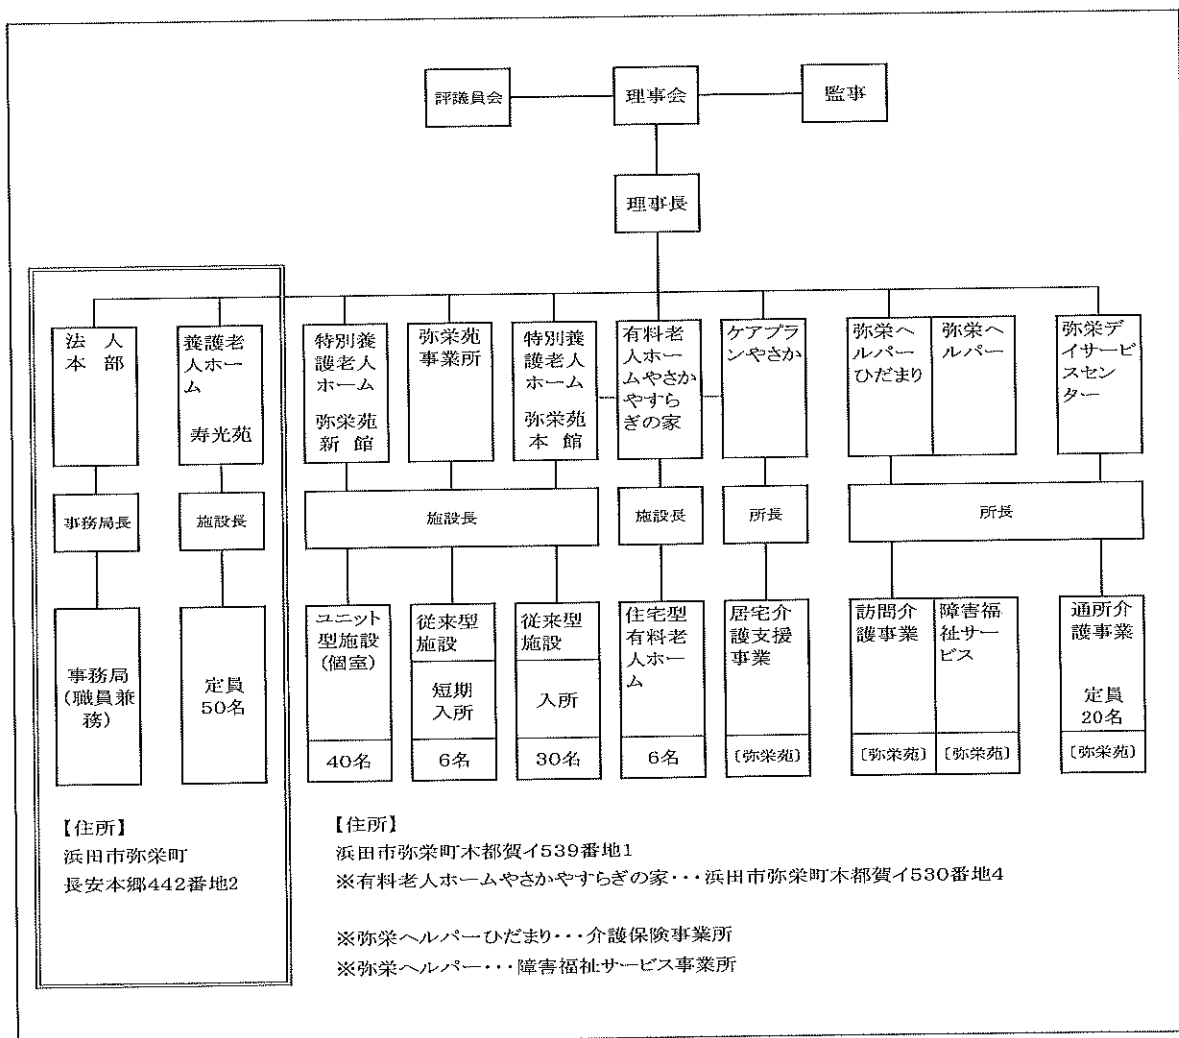 評議員会
理事会
監事
理事長
法 人
本 部
養護老
人ホーム
寿光苑
特別養
護老人
ホーム
弥栄苑
新 館
弥栄苑
事業所
特別養
護老人
ホーム
弥栄苑
本 館
有料老
人ホー
ムやさか
やすら
ぎの家
ケアプラ
ンやさか
弥栄ヘ
ルパー
ひだまり
弥栄ヘ
ルパー
弥栄デ
イサービ
スセン
ター
事務局長
施設長
施設長
施設長
所長
所長
事務局
(職員兼
務)
定員
50名
ユニット
型施設
(個室)
40名
従来型
施設
短期
入所
6名
従来型
施設
入所
30名
住宅型
有料老
人ホー
ム
6名
居宅介
護支援
事業
〔弥栄苑〕
訪問介
護事業
〔弥栄苑〕
障害福
祉サー
ビス
〔弥栄苑〕
通所介
護事業
定員
20名
〔弥栄苑〕
【住所】
浜田市弥栄町
長安本郷442番地2
【住所】
浜田市弥栄町木都賀イ539番地1
※有料老人ホームやさかやすらぎの家・・・浜田市弥栄町木都賀イ530番地4
※弥栄ヘルパーひだまり・・・介護保険事業所
※弥栄ヘルパー・・・障害福祉サービス事業所